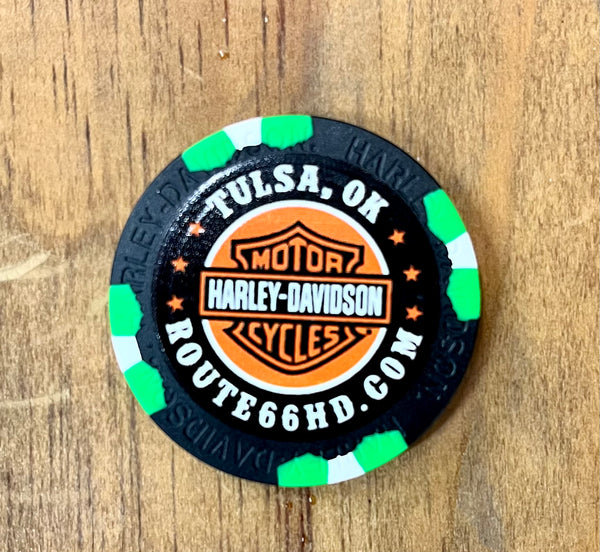 TULSA, OK
MOTOR
HARLEY-DAVIDSON
CYCLES
ROUTE66HD.COM